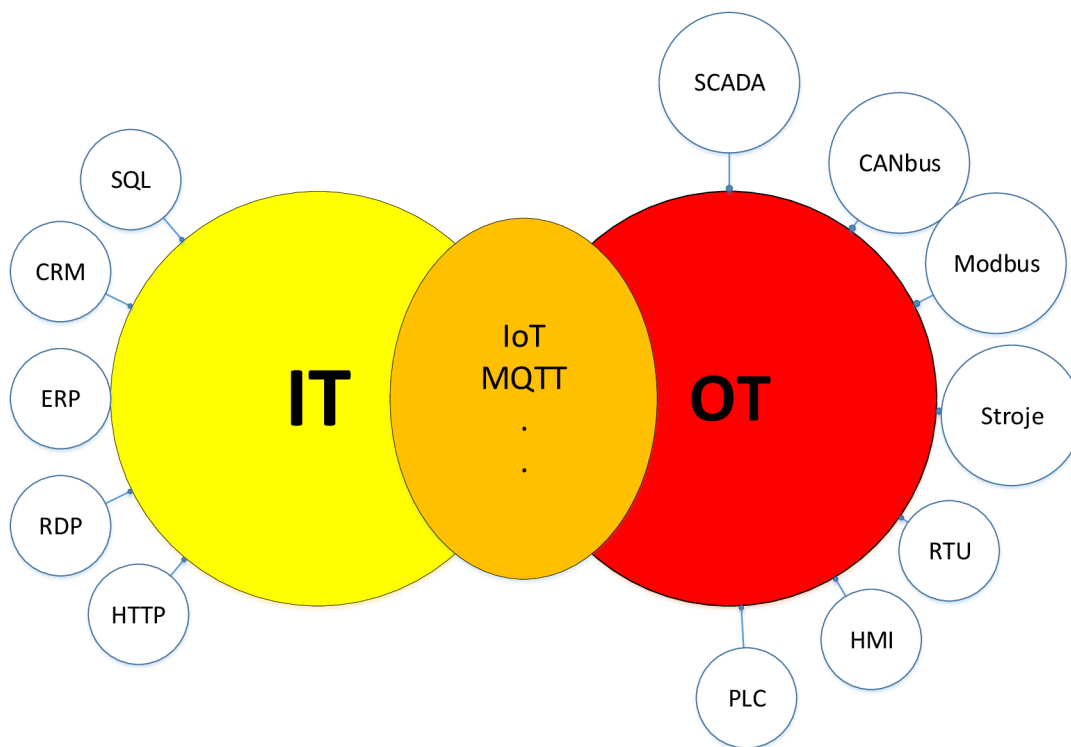 SCADA
CANbus
SQL
Modbus
CRM
IoT
MQTT
.
.
IT
OT
ERP
Stroje
RDP
RTU
HTTP
HMI
PLC